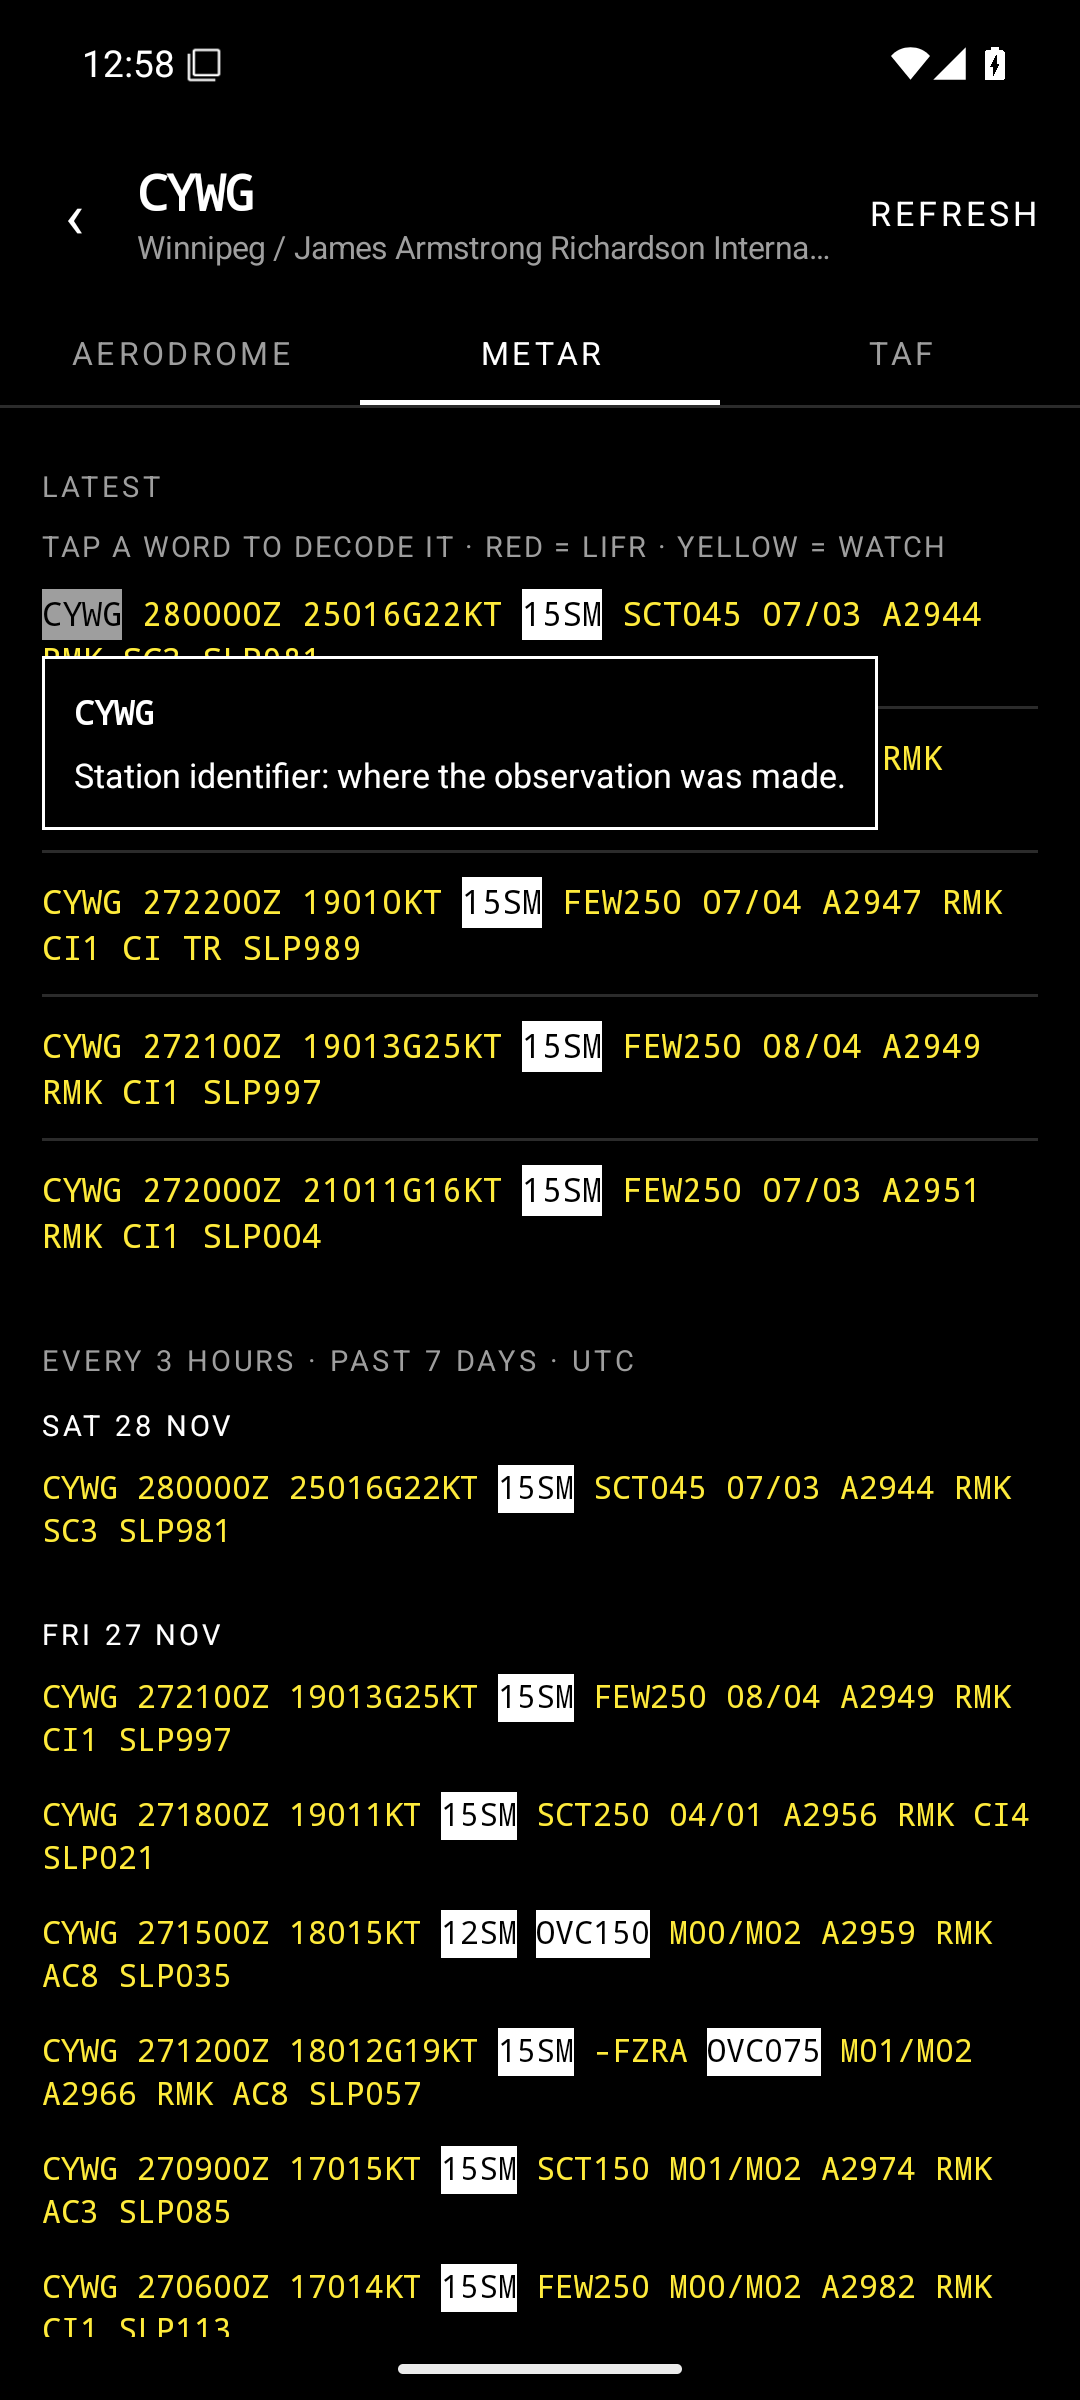 12:58
CYWG
Winnipeg / James Armstrong Richardson Interna...
REFRESH
AERODROME METAR TAF
LATEST
TAP A WORD TO DECODE IT · RED = LIFR · YELLOW = WATCH
CYWG 280000Z 25016G22KT 15SM SCT045 07/03 A2944
RMK SC3 SLP981
CYWG
Station identifier: where the observation was made.
RMK
CYWG 272200Z 19010KT 15SM FEW250 07/04 A2947 RMK
CI1 CI TR SLP989
CYWG 272100Z 19013G25KT 15SM FEW250 08/04 A2949
RMK CI1 SLP997
CYWG 272000Z 21011G16KT 15SM FEW250 07/03 A2951
RMK CI1 SLP004
EVERY 3 HOURS · PAST 7 DAYS · UTC
SAT 28 NOV
CYWG 280000Z 25016G22KT 15SM SCT045 07/03 A2944 RMK
SC3 SLP981
FRI 27 NOV
CYWG 272100Z 19013G25KT 15SM FEW250 08/04 A2949 RMK
CI1 SLP997
CYWG 271800Z 19011KT 15SM SCT250 04/01 A2956 RMK CI4
SLP021
CYWG 271500Z 18015KT 12SM OVC150 M00/M02 A2959 RMK
AC8 SLP035
CYWG 271200Z 18012G19KT 15SM -FZRA OVC075 M01/M02
A2966 RMK AC8 SLP057
CYWG 270900Z 17015KT 15SM SCT150 M01/M02 A2974 RMK
AC3 SLP085
CYWG 270600Z 17014KT 15SM FEW250 M00/M02 A2982 RMK
CI1 SLP113